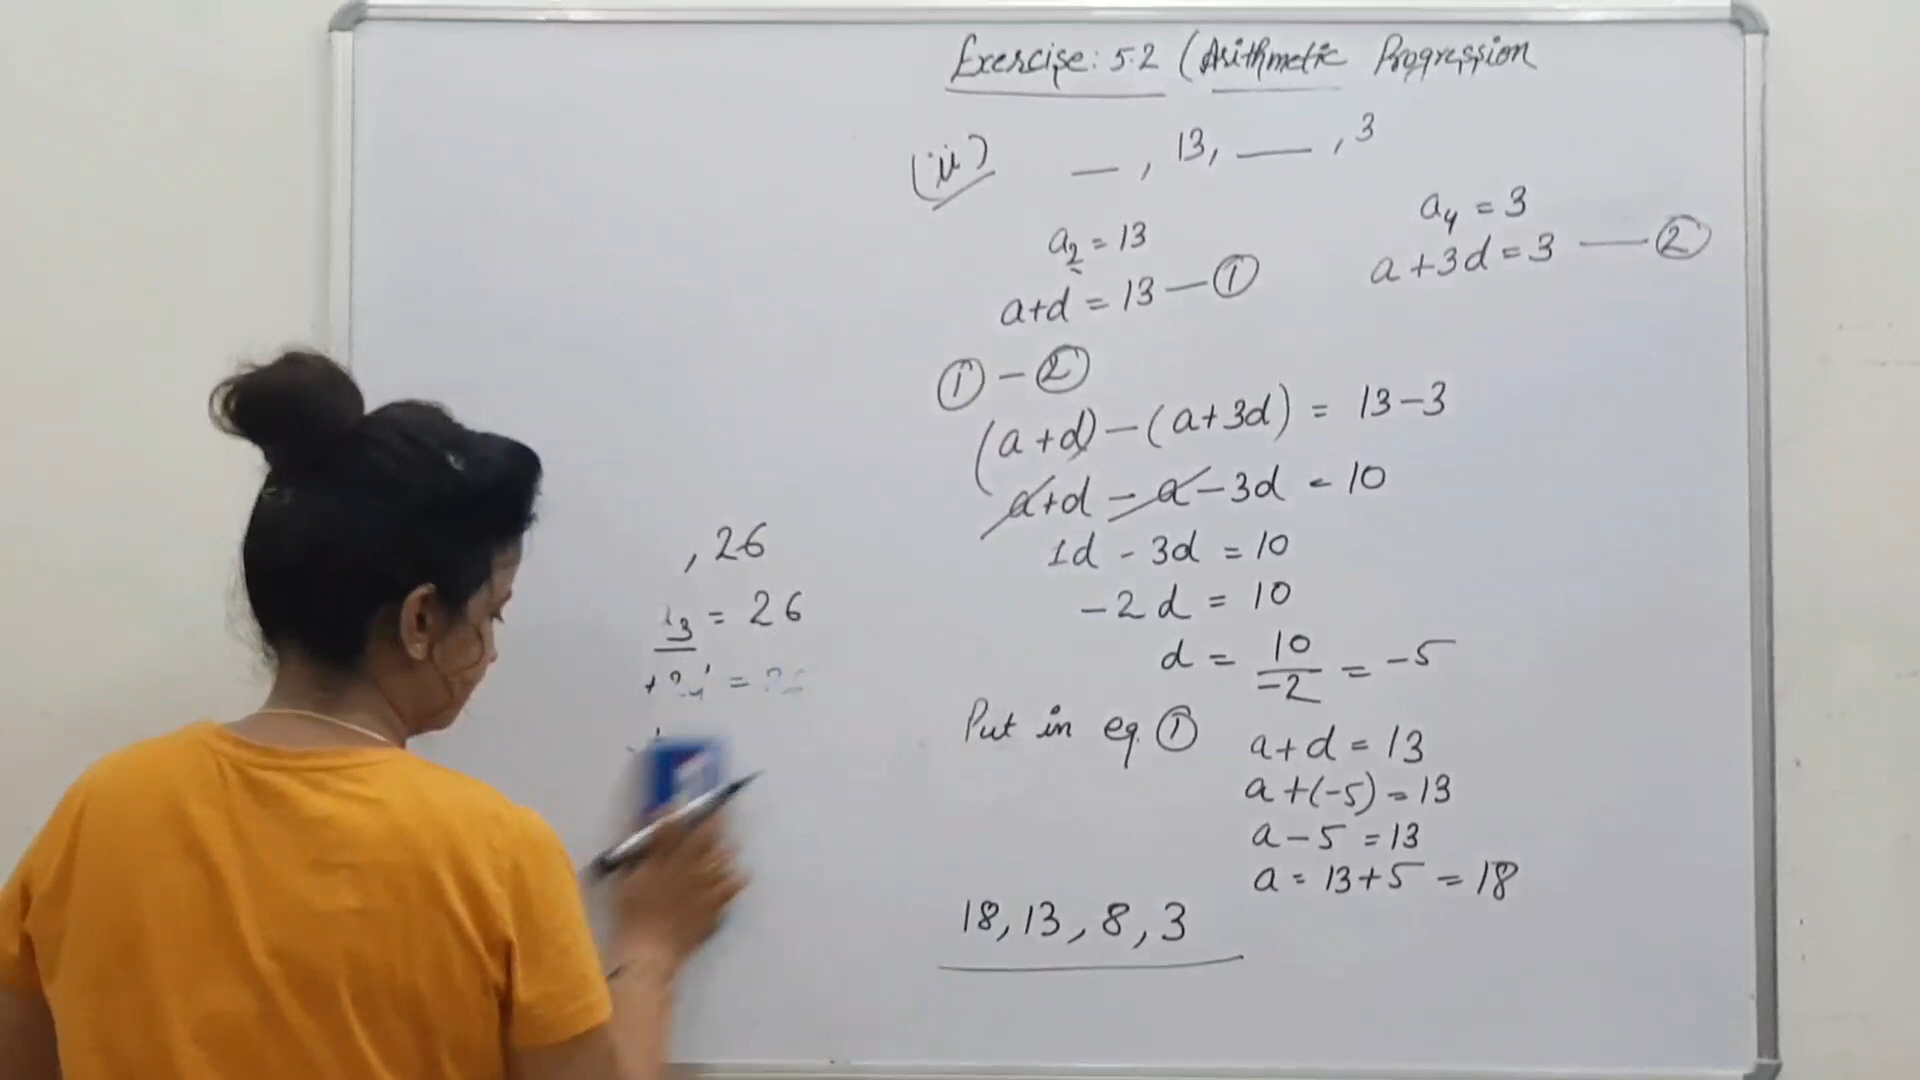 Exercise: 5.2 (Arithmetic Progression
(ii) __ , 13, __ , 3
a₂ = 13
a₄ = 3
a+d = 13 — ①
a+3d = 3 — ②
① - ②
(a+d) - (a+3d) = 13-3
a+d - a - 3d = 10
1d - 3d = 10
-2d = 10
d = 10/-2 = -5
Put in eq. ① a+d = 13
a+(-5) = 13
a - 5 = 13
a = 13+5 = 18
18, 13, 8, 3
, 26
3 = 26